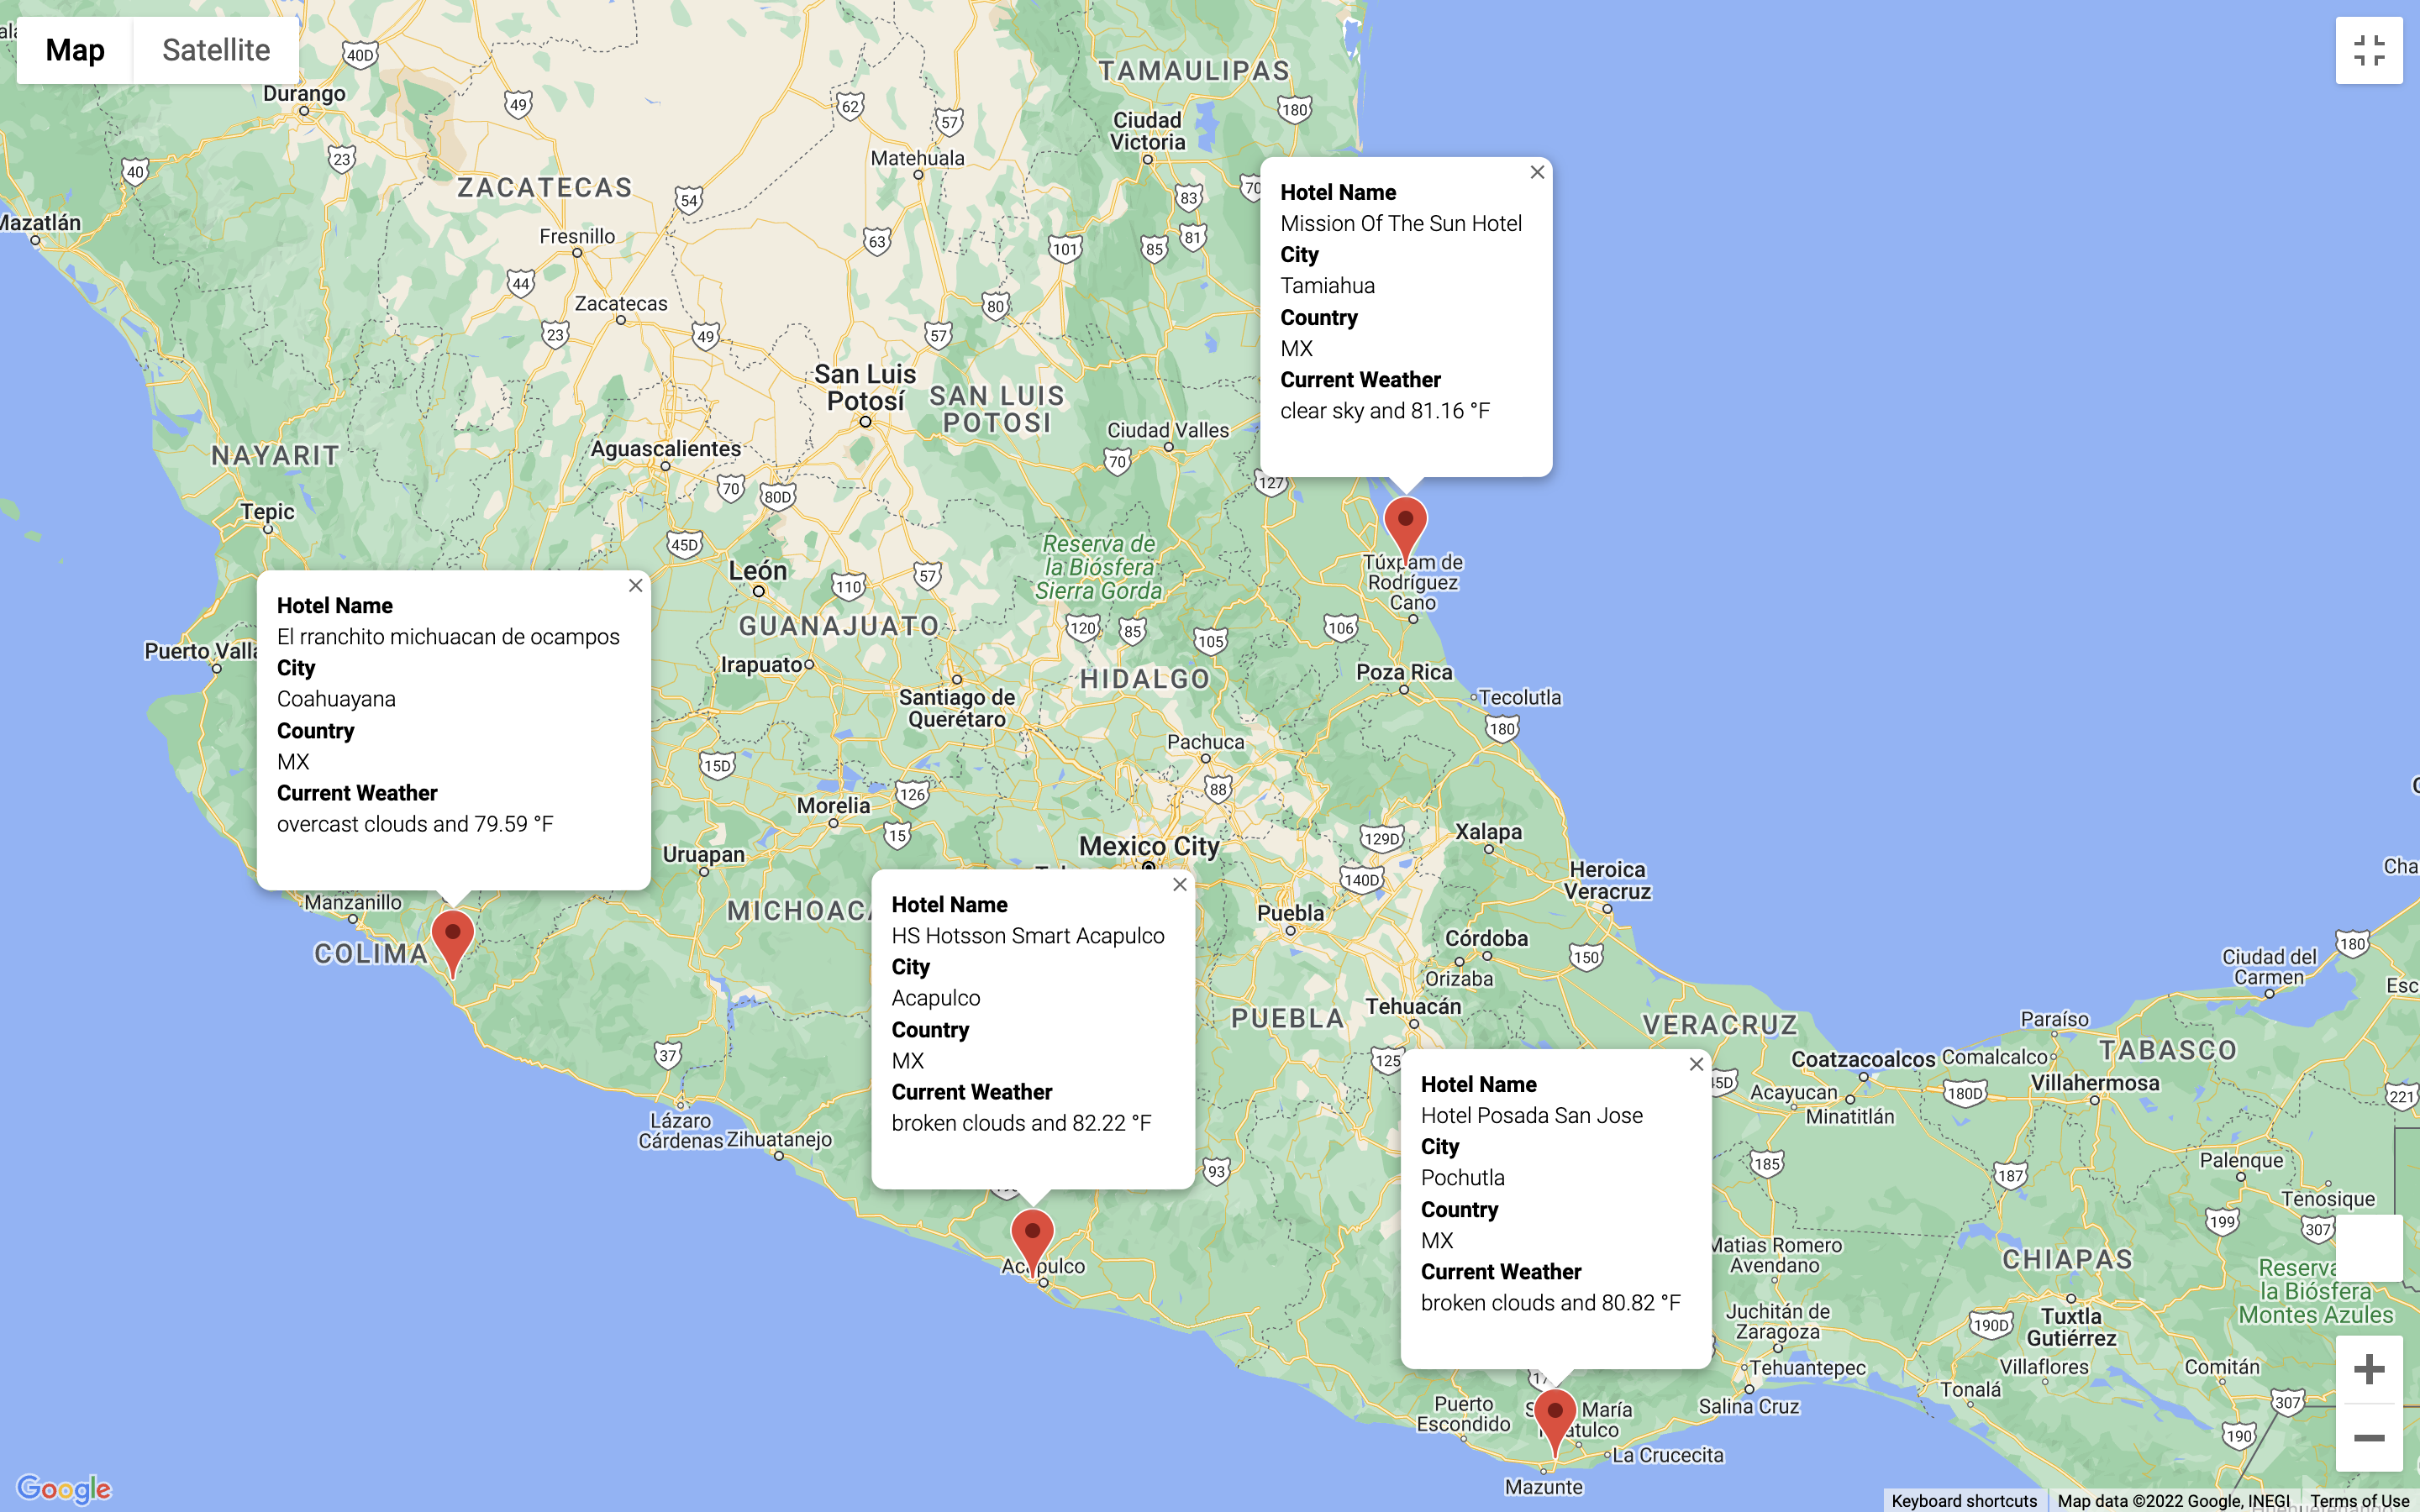 Map Satellite
40D
Durango
49
62
57
TAMAULIPAS
180
Ciudad
Victoria
23
40
Matehuala
ZACATECAS
54
83
70
Mazatlán
Fresnillo
63
101
85
81
44
Zacatecas
80
23
49
57
San Luis
Potosí
SAN LUIS
POTOSI
Hotel Name
Mission Of The Sun Hotel
City
Tamiahua
Country
MX
Current Weather
clear sky and 81.16 °F
NAYARIT
Aguascalientes
Ciudad Valles
70
70
80D
127
Tepic
45D
Reserva de
la Biósfera
Sierra Gorda
Túxpam de
Rodríguez
Cano
León
110
57
GUANAJUATO
120
85
105
106
Irapuato
Santiago de
Querétaro
HIDALGO
Poza Rica
Tecolutla
180
Hotel Name
El rranchito michuacan de ocampos
City
Coahuayana
Country
MX
Current Weather
overcast clouds and 79.59 °F
Pachuca
15D
126
88
Morelia
15
129D
Xalapa
Mexico City
Uruapan
140D
Heroica
Veracruz
Manzanillo
COLIMA
Puebla
Córdoba
150
Orizaba
Tehuacán
PUEBLA
VERACRUZ
Hotel Name
HS Hotsson Smart Acapulco
City
Acapulco
Country
MX
Current Weather
broken clouds and 82.22 °F
37
Lázaro
Cárdenas
Zihuatanejo
93
Acapulco
125
Ciudad del
Carmen
180
Paraíso
Coatzacoalcos
Comalcalco
TABASCO
Villahermosa
Acayucan
Minatitlán
180D
221
Hotel Name
Hotel Posada San Jose
City
Pochutla
Country
MX
Current Weather
broken clouds and 80.82 °F
185
187
Palenque
Tenosique
199
307
Matias Romero
Avendano
CHIAPAS
la Biósfera
Montes Azules
Juchitán de
Zaragoza
190D
Tuxtla
Gutiérrez
Tehuantepec
Villaflores
Comitán
Tonalá
Salina Cruz
307
190
Puerto
Escondido
María
La Crucecita
Mazunte
Google
Keyboard shortcuts
Map data ©2022 Google, INEGI
Terms of Use